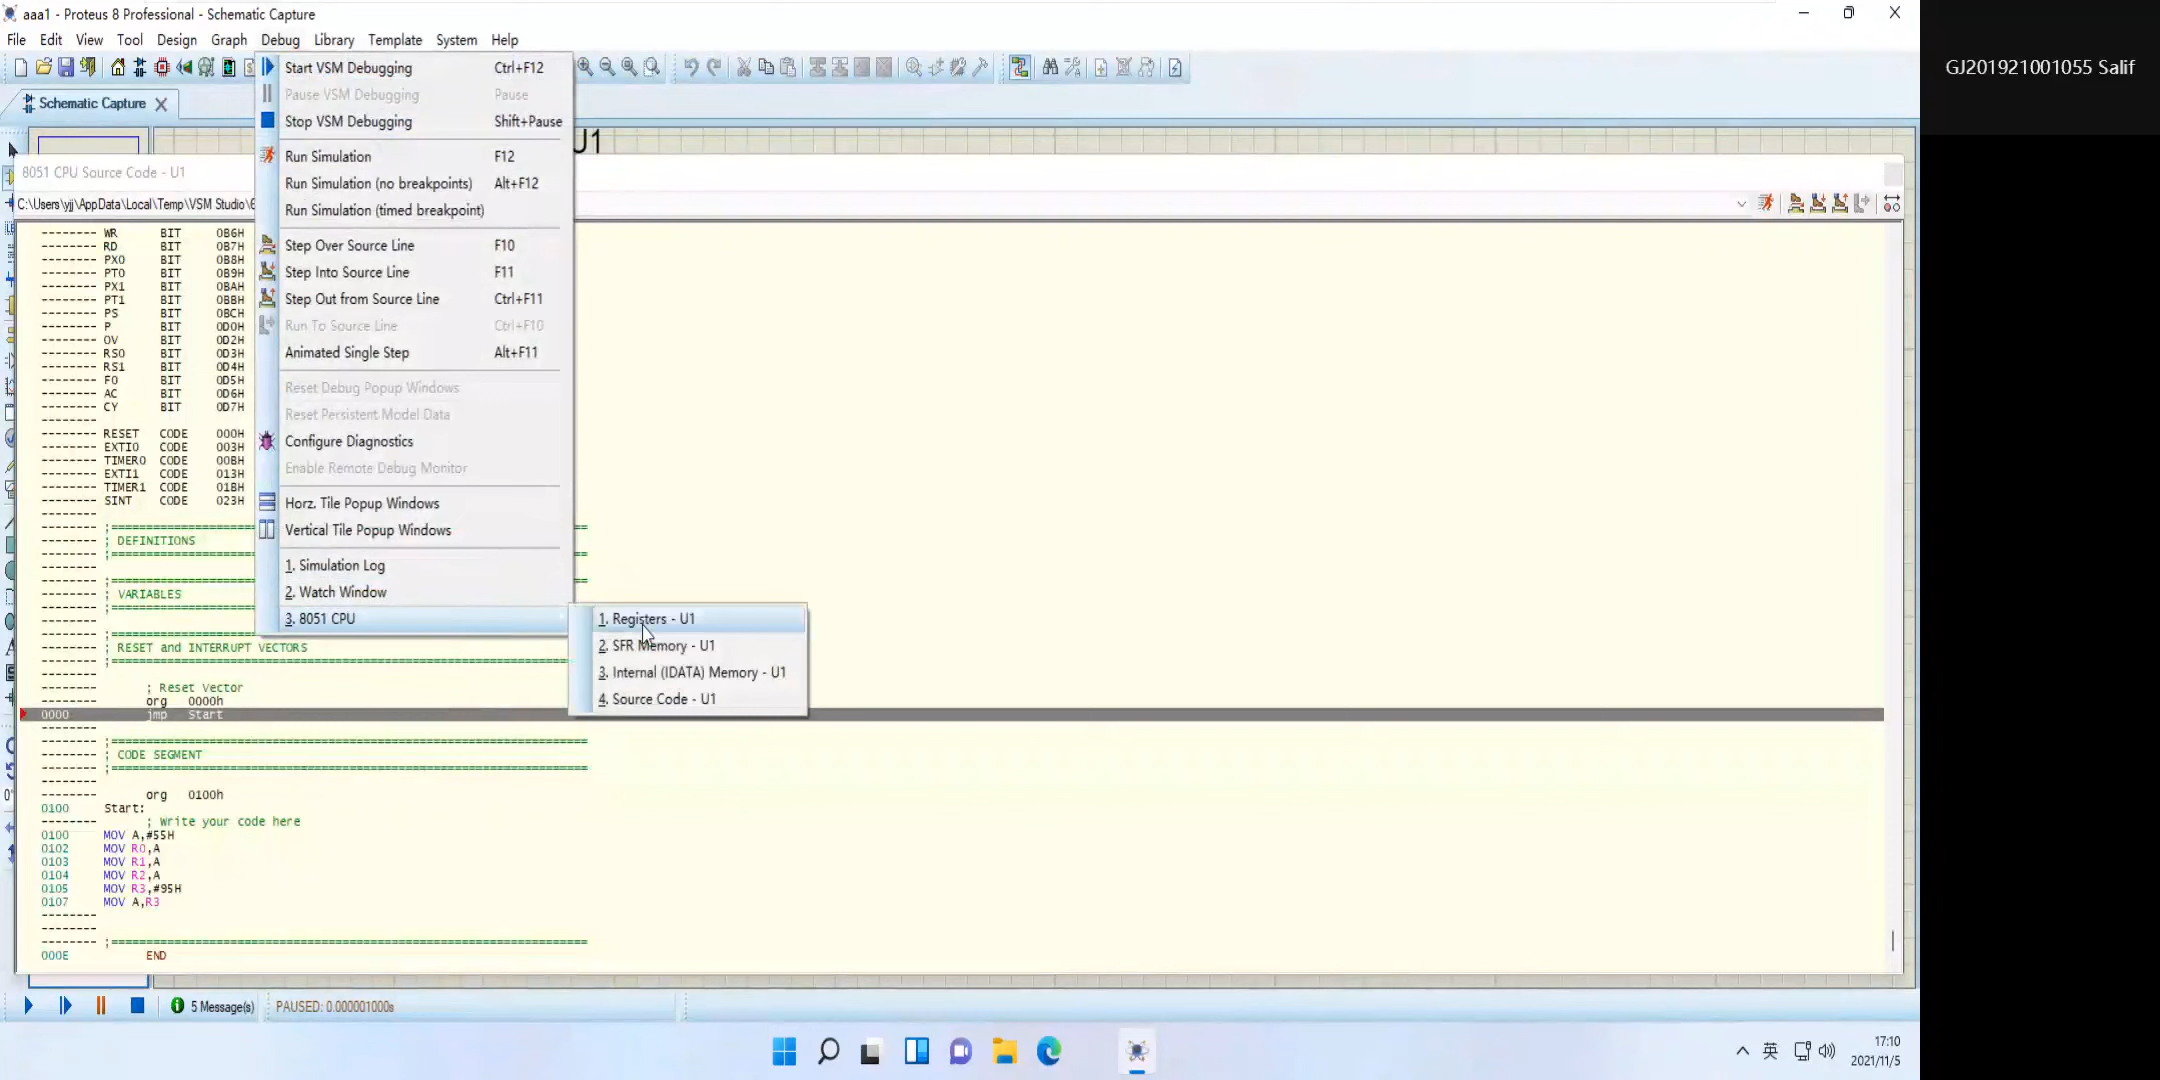 aaa1 - Proteus 8 Professional - Schematic Capture
File Edit View Tool Design Graph Debug Library Template System Help
GJ201921001055 Salif
Schematic Capture
Start VSM Debugging Ctrl+F12
Pause VSM Debugging Pause
Stop VSM Debugging Shift+Pause
Run Simulation F12
Run Simulation (no breakpoints) Alt+F12
Run Simulation (timed breakpoint)
Step Over Source Line F10
Step Into Source Line F11
Step Out from Source Line Ctrl+F11
Run To Source Line Ctrl+F10
Animated Single Step Alt+F11
Reset Debug Popup Windows
Reset Persistent Model Data
Configure Diagnostics
Enable Remote Debug Monitor
Horz. Tile Popup Windows
Vertical Tile Popup Windows
1. Simulation Log
2. Watch Window
3. 8051 CPU
1. Registers - U1
2. SFR Memory - U1
3. Internal (IDATA) Memory - U1
4. Source Code - U1
U1
8051 CPU Source Code - U1
C:\Users\yjj\AppData\Local\Temp\VSM Studio\
-------- WR BIT 0B6H
-------- RD BIT 0B7H
-------- PX0 BIT 0B8H
-------- PT0 BIT 0B9H
-------- PX1 BIT 0BAH
-------- PT1 BIT 0BBH
-------- PS BIT 0BCH
-------- P BIT 0D0H
-------- OV BIT 0D2H
-------- RS0 BIT 0D3H
-------- RS1 BIT 0D4H
-------- F0 BIT 0D5H
-------- AC BIT 0D6H
-------- CY BIT 0D7H
-------- RESET CODE 000H
-------- EXTI0 CODE 003H
-------- TIMER0 CODE 00BH
-------- EXTI1 CODE 013H
-------- TIMER1 CODE 01BH
-------- SINT CODE 023H
-------- ; DEFINITIONS
-------- ; VARIABLES
-------- ; RESET and INTERRUPT VECTORS
-------- ; Reset Vector
-------- org 0000h
0000 jmp Start
-------- ; CODE SEGMENT
-------- org 0100h
0100 Start:
-------- ; Write your code here
0100 MOV A,#55H
0102 MOV R0,A
0103 MOV R1,A
0104 MOV R2,A
0105 MOV R3,#95H
0107 MOV A,R3
000E END
5 Message(s) PAUSED: 0.000001000s
英
17:10
2021/11/5